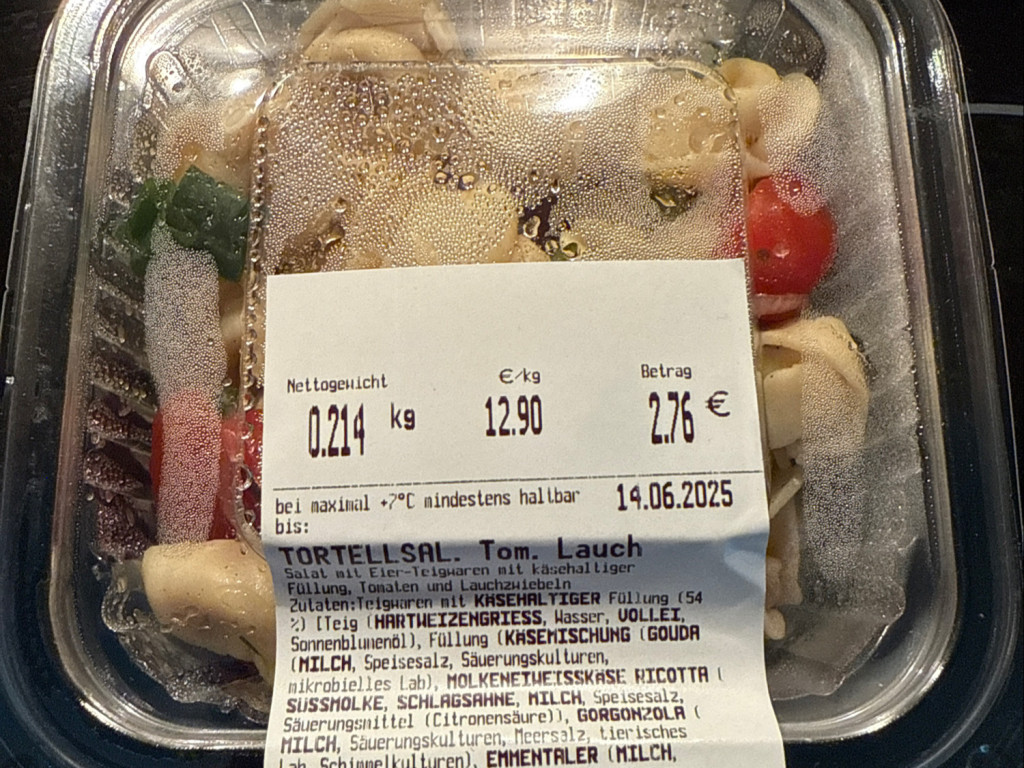 Nettogewicht €/kg Betrag
0.214 kg 12.90 2.76 €
bei maximal +7°C mindestens haltbar 14.06.2025
bis:
TORTELLSAL. Tom. Lauch
Salat mit Eier-Teigwaren mit käsehaltiger
Füllung, Tomaten und Lauchzwiebeln
Zutaten:Teigwaren mit KÄSEHALTIGER Füllung (54
%) [Teig (HARTWEIZENGRIESS, Wasser, VOLLEI,
Sonnenblumenöl), Füllung (KÄSEMISCHUNG (GOUDA
(MILCH, Speisesalz, Säuerungskulturen,
mikrobielles Lab), MOLKENEIWEISSKÄSE RICOTTA (
SÜSSMOLKE, SCHLAGSAHNE, MILCH, Speisesalz,
Säuerungsmittel (Citronensäure)), GORGONZOLA (
MILCH, Säuerungskulturen, Meersalz, tierisches
Lab, Schimmelkulturen), EMMENTALER (MILCH,